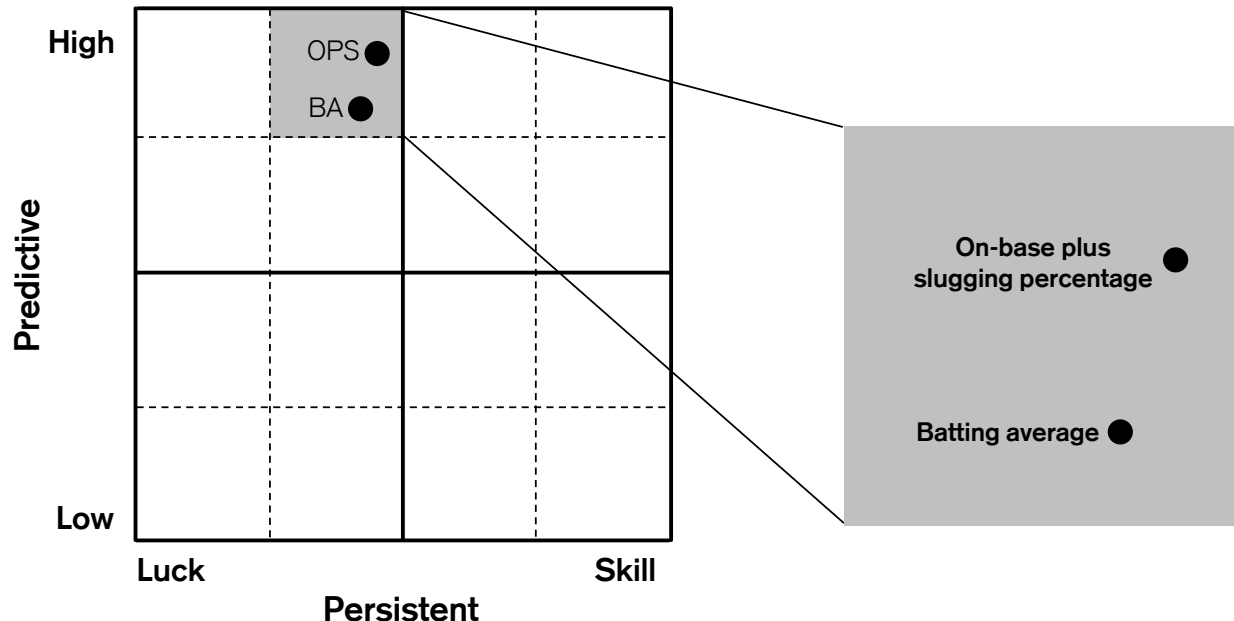 High
OPS
BA
Predictive
Low
Luck
Skill
Persistent
On-base plus
slugging percentage
Batting average